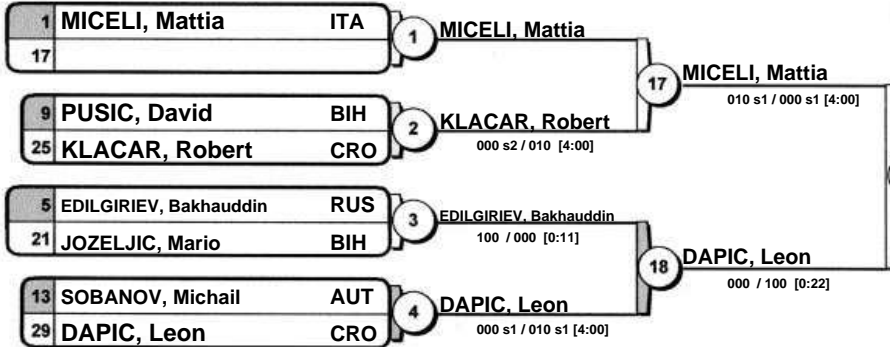 1 MICELI, Mattia ITA
17
1
MICELI, Mattia
9 PUSIC, David BIH
25 KLACAR, Robert CRO
2
KLACAR, Robert
000 s2 / 010 [4:00]
17
MICELI, Mattia
010 s1 / 000 s1 [4:00]
5 EDILGIRIEV, Bakhauddin RUS
21 JOZELJIC, Mario BIH
3
EDILGIRIEV, Bakhauddin
100 / 000 [0:11]
13 SOBANOV, Michail AUT
29 DAPIC, Leon CRO
4
DAPIC, Leon
000 s1 / 010 s1 [4:00]
18
DAPIC, Leon
000 / 100 [0:22]